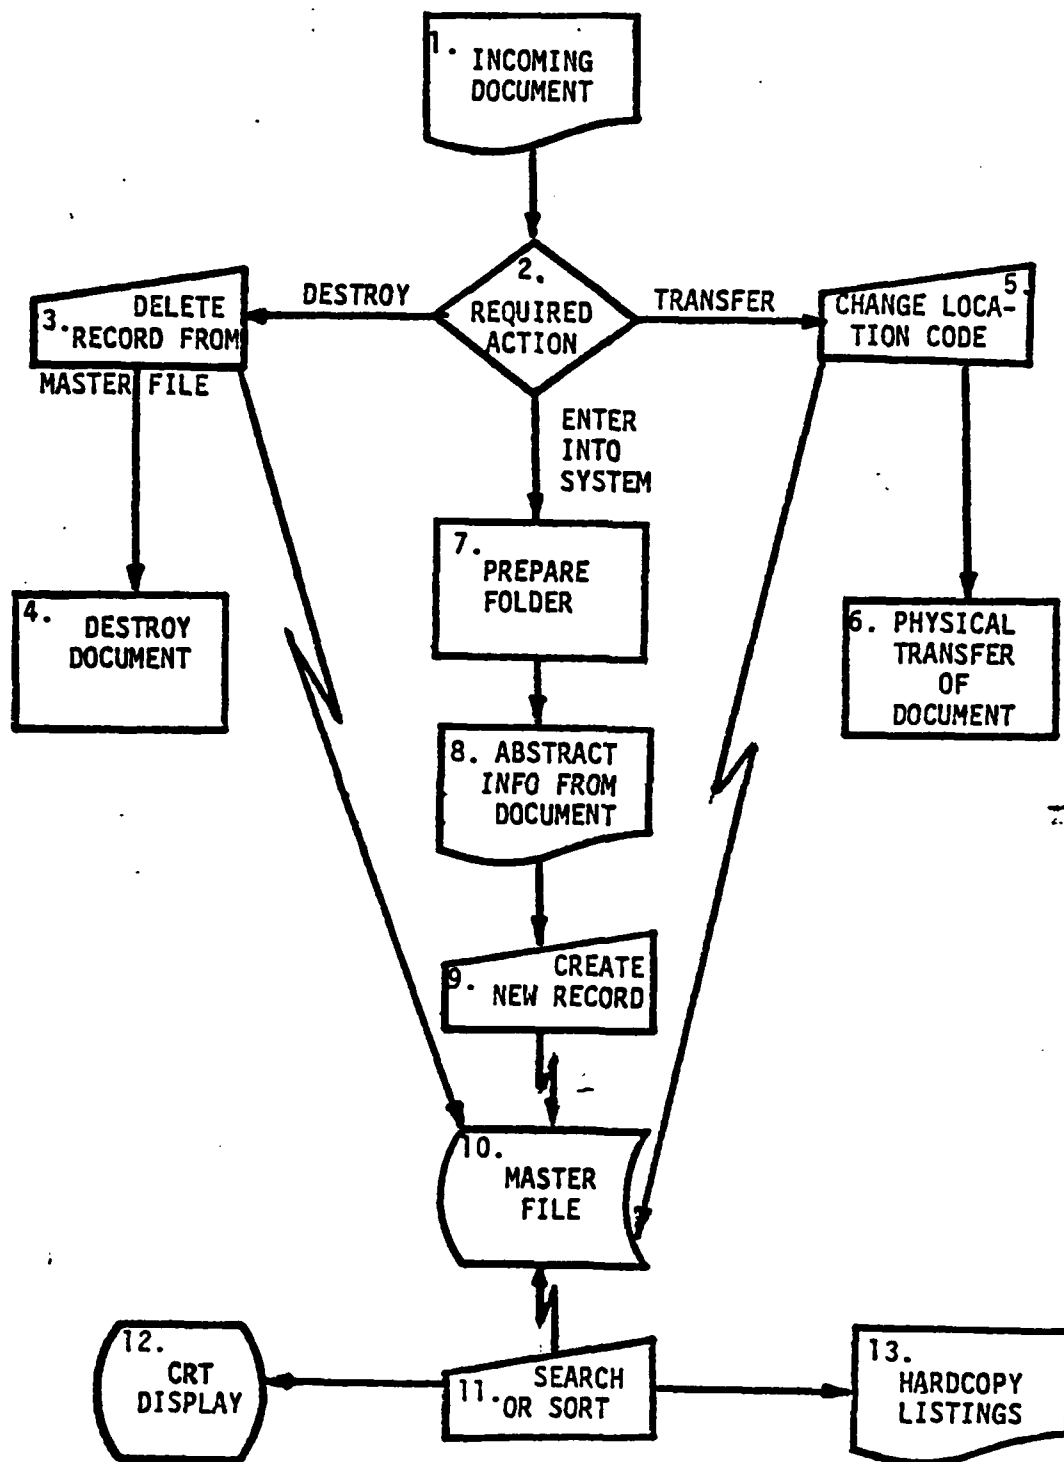 1. INCOMING
DOCUMENT
2.
REQUIRED
ACTION
DESTROY
TRANSFER
3. DELETE
RECORD FROM
MASTER FILE
5.
CHANGE LOCA-
TION CODE
ENTER
INTO
SYSTEM
4. DESTROY
DOCUMENT
6. PHYSICAL
TRANSFER
OF
DOCUMENT
7.
PREPARE
FOLDER
8. ABSTRACT
INFO FROM
DOCUMENT
9. CREATE
NEW RECORD
10.
MASTER
FILE
11. SEARCH
OR SORT
12.
CRT
DISPLAY
13.
HARDCOPY
LISTINGS